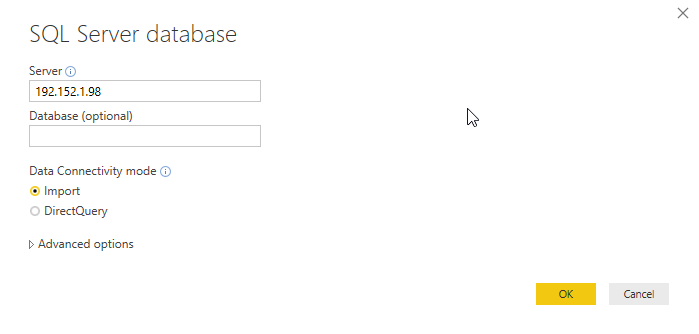 SQL Server database
Server
192.152.1.98
Database (optional)
Data Connectivity mode
Import
DirectQuery
Advanced options
OK
Cancel